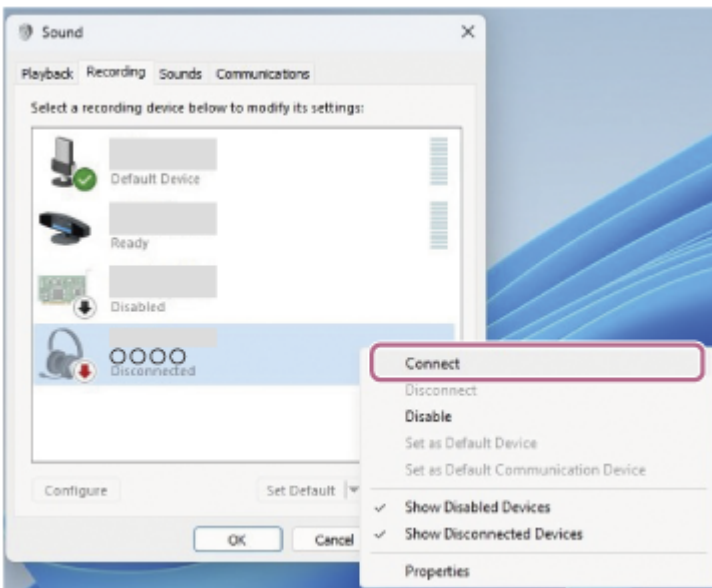 Sound
Playback Recording Sounds Communications
Select a recording device below to modify its settings:
Default Device
Ready
Disabled
○○○○
Disconnected
Connect
Disconnect
Disable
Set as Default Device
Set as Default Communication Device
Configure Set Default
Show Disabled Devices
OK Cancel Show Disconnected Devices
Properties